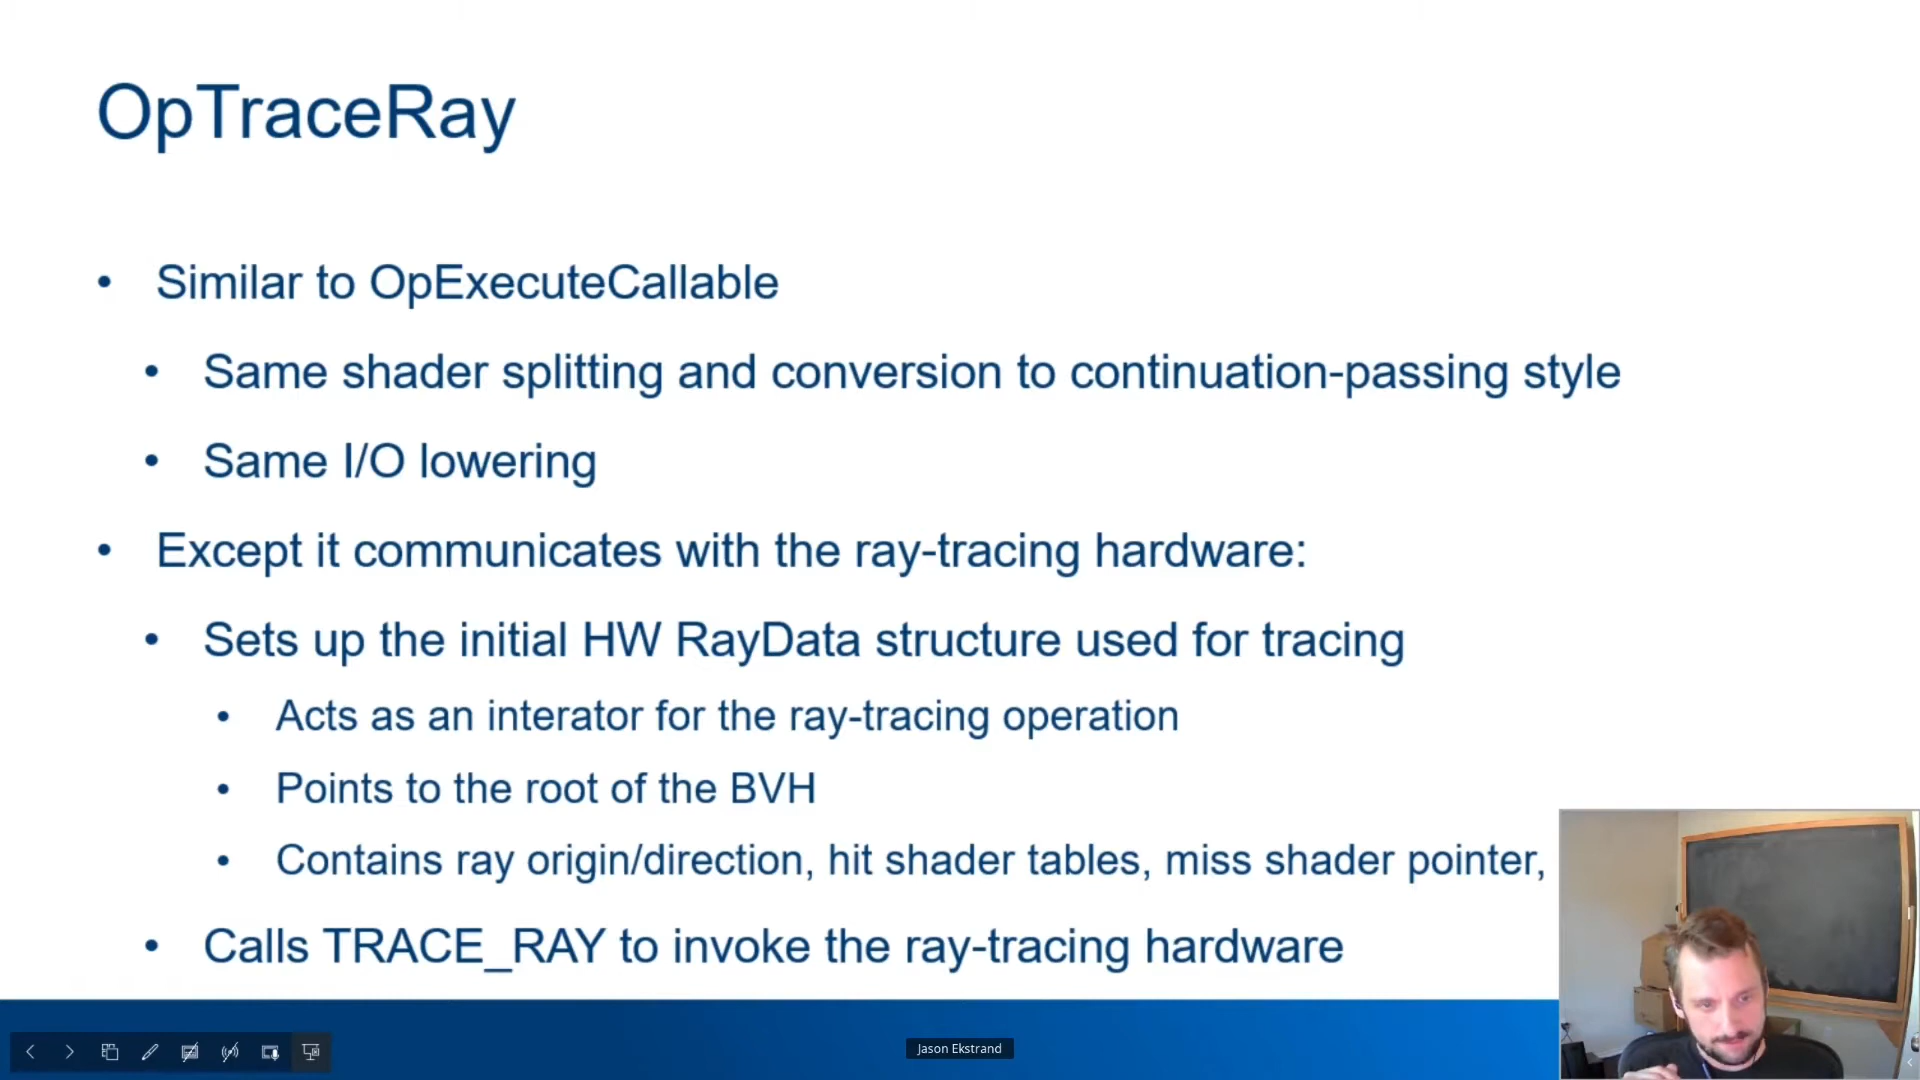 OpTraceRay
• Similar to OpExecuteCallable
• Same shader splitting and conversion to continuation-passing style
• Same I/O lowering
• Except it communicates with the ray-tracing hardware:
• Sets up the initial HW RayData structure used for tracing
• Acts as an interator for the ray-tracing operation
• Points to the root of the BVH
• Contains ray origin/direction, hit shader tables, miss shader pointer,
• Calls TRACE_RAY to invoke the ray-tracing hardware
Jason Ekstrand